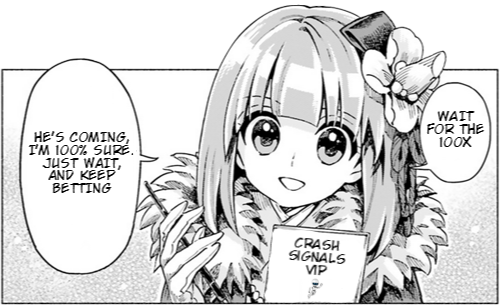 WAIT
FOR THE
100X
HE'S COMING,
I'M 100% SURE.
JUST WAIT,
AND KEEP
BETTING
CRASH
SIGNALS
VIP